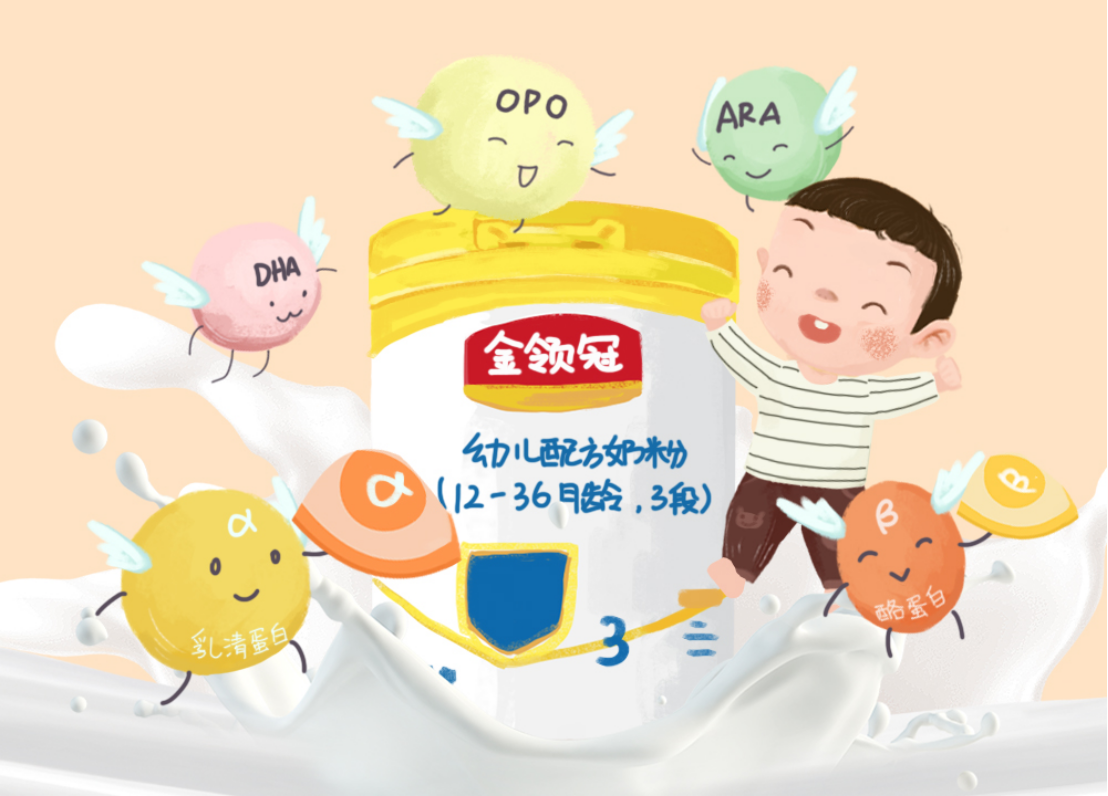 OPO
ARA
DHA
金领冠
幼儿配方奶粉
(12-36月龄,3段)
α
α
乳清蛋白
β
β
酪蛋白
3